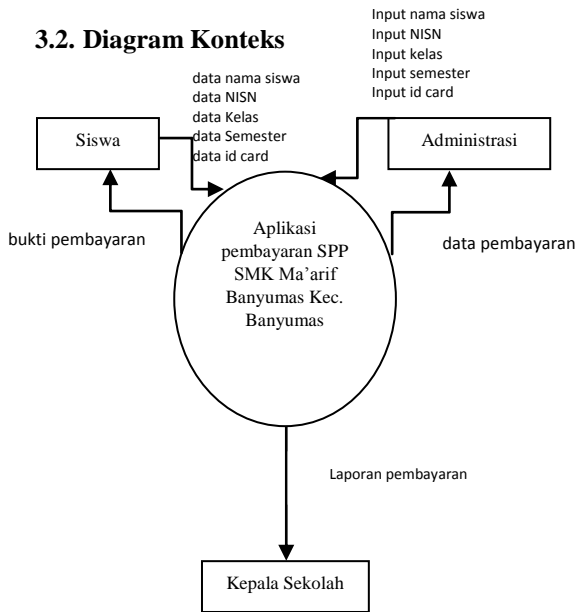 3.2. Diagram Konteks
Input nama siswa
Input NISN
Input kelas
Input semester
Input id card
data nama siswa
data NISN
data Kelas
data Semester
data id card
Siswa
Administrasi
bukti pembayaran
Aplikasi
pembayaran SPP
SMK Ma’arif
Banyumas Kec.
Banyumas
data pembayaran
Laporan pembayaran
Kepala Sekolah